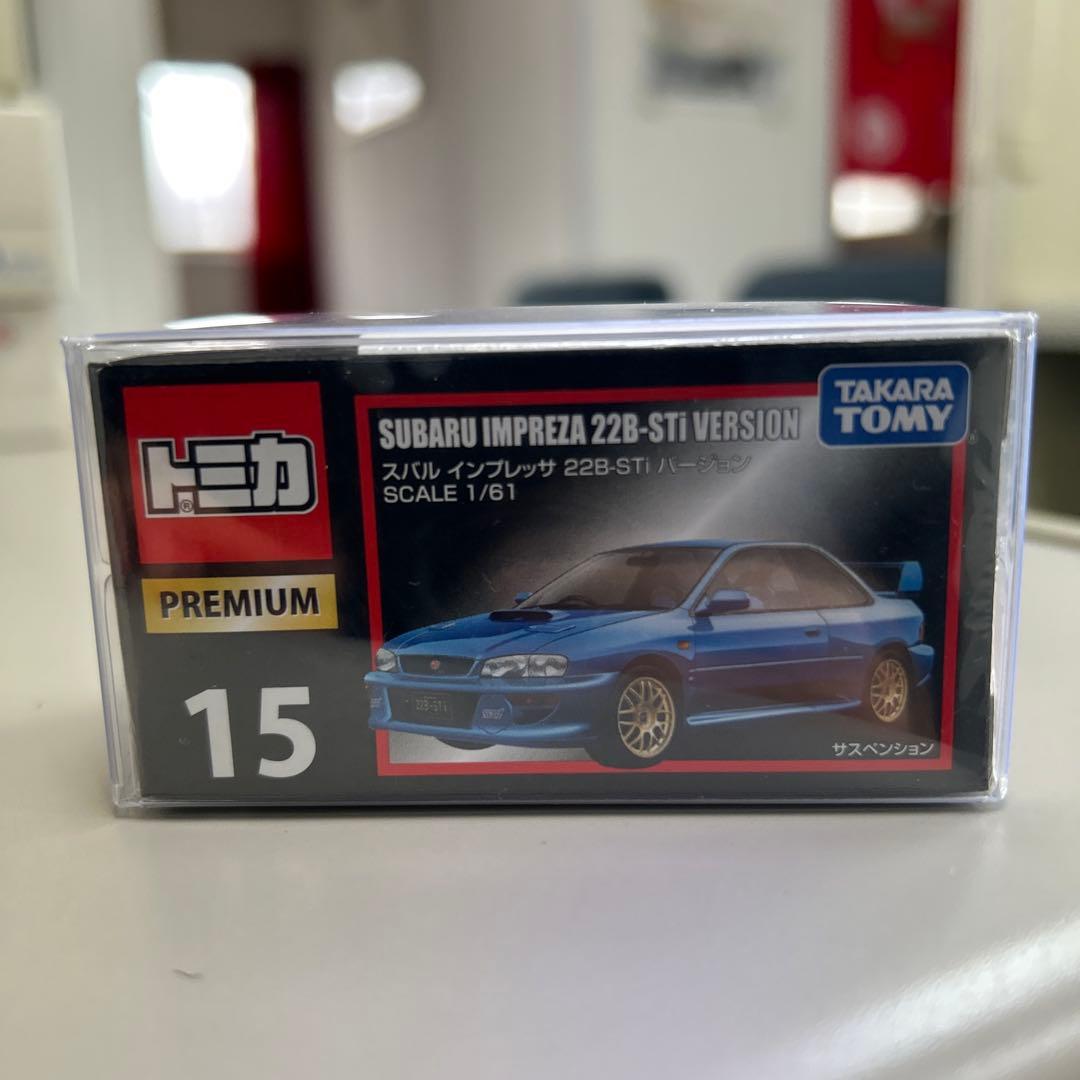 トミカ
®
PREMIUM
15
SUBARU IMPREZA 22B-STi VERSION
スバル インプレッサ 22B-STi バージョン
SCALE 1/61
TAKARA
TOMY
22B-STi
サスペンション